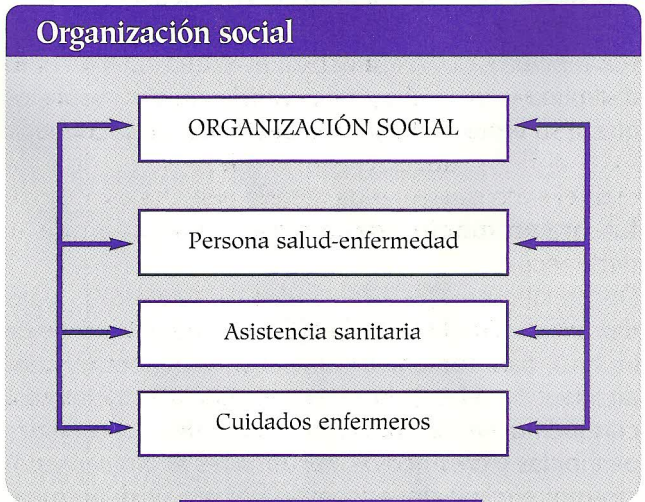 Organización social
ORGANIZACIÓN SOCIAL
Persona salud-enfermedad
Asistencia sanitaria
Cuidados enfermeros